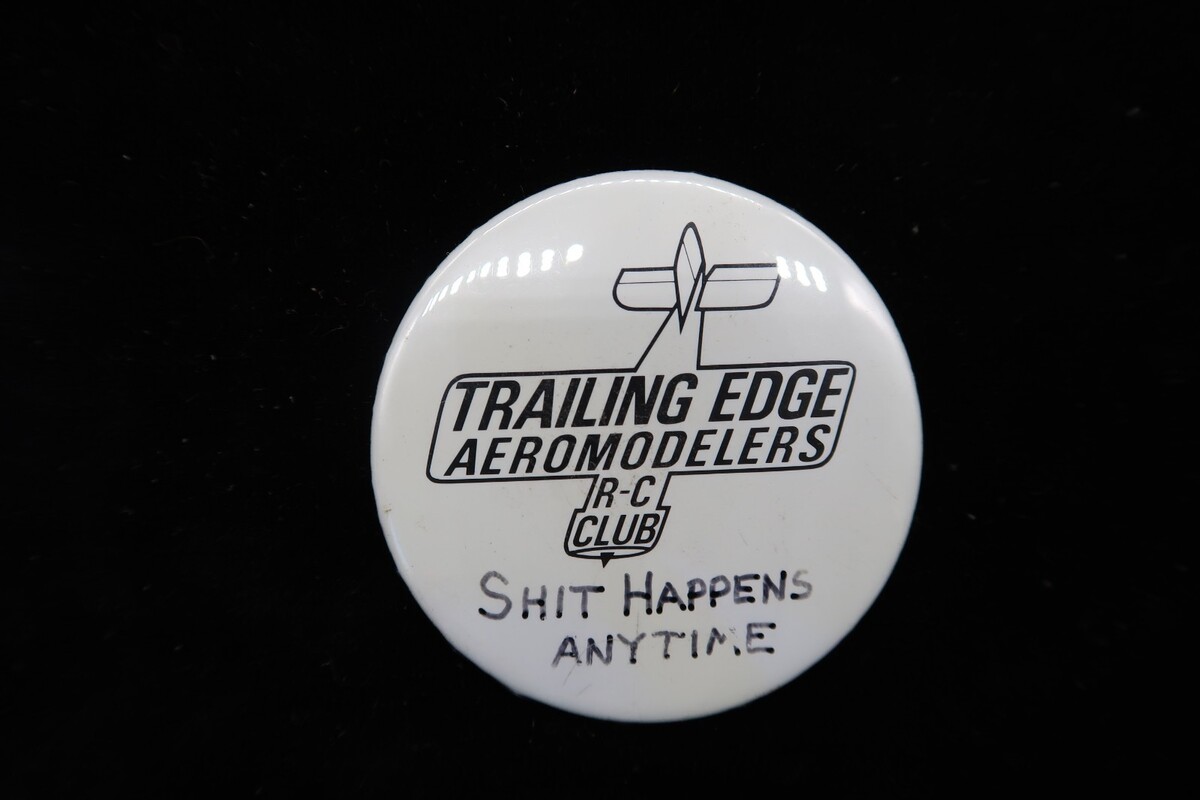 TRAILING EDGE
AEROMODELERS
R-C
CLUB
SHIT HAPPENS
ANYTIME